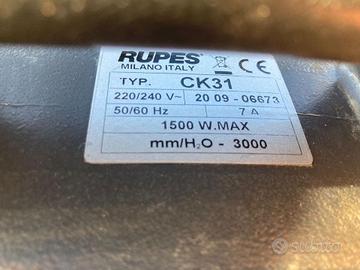 RUPES
MILANO ITALY
TYP. CK31
220/240 V~ 20 09 - 06673
50/60 Hz 7 A
1500 W.MAX
mm/H₂O - 3000
subito